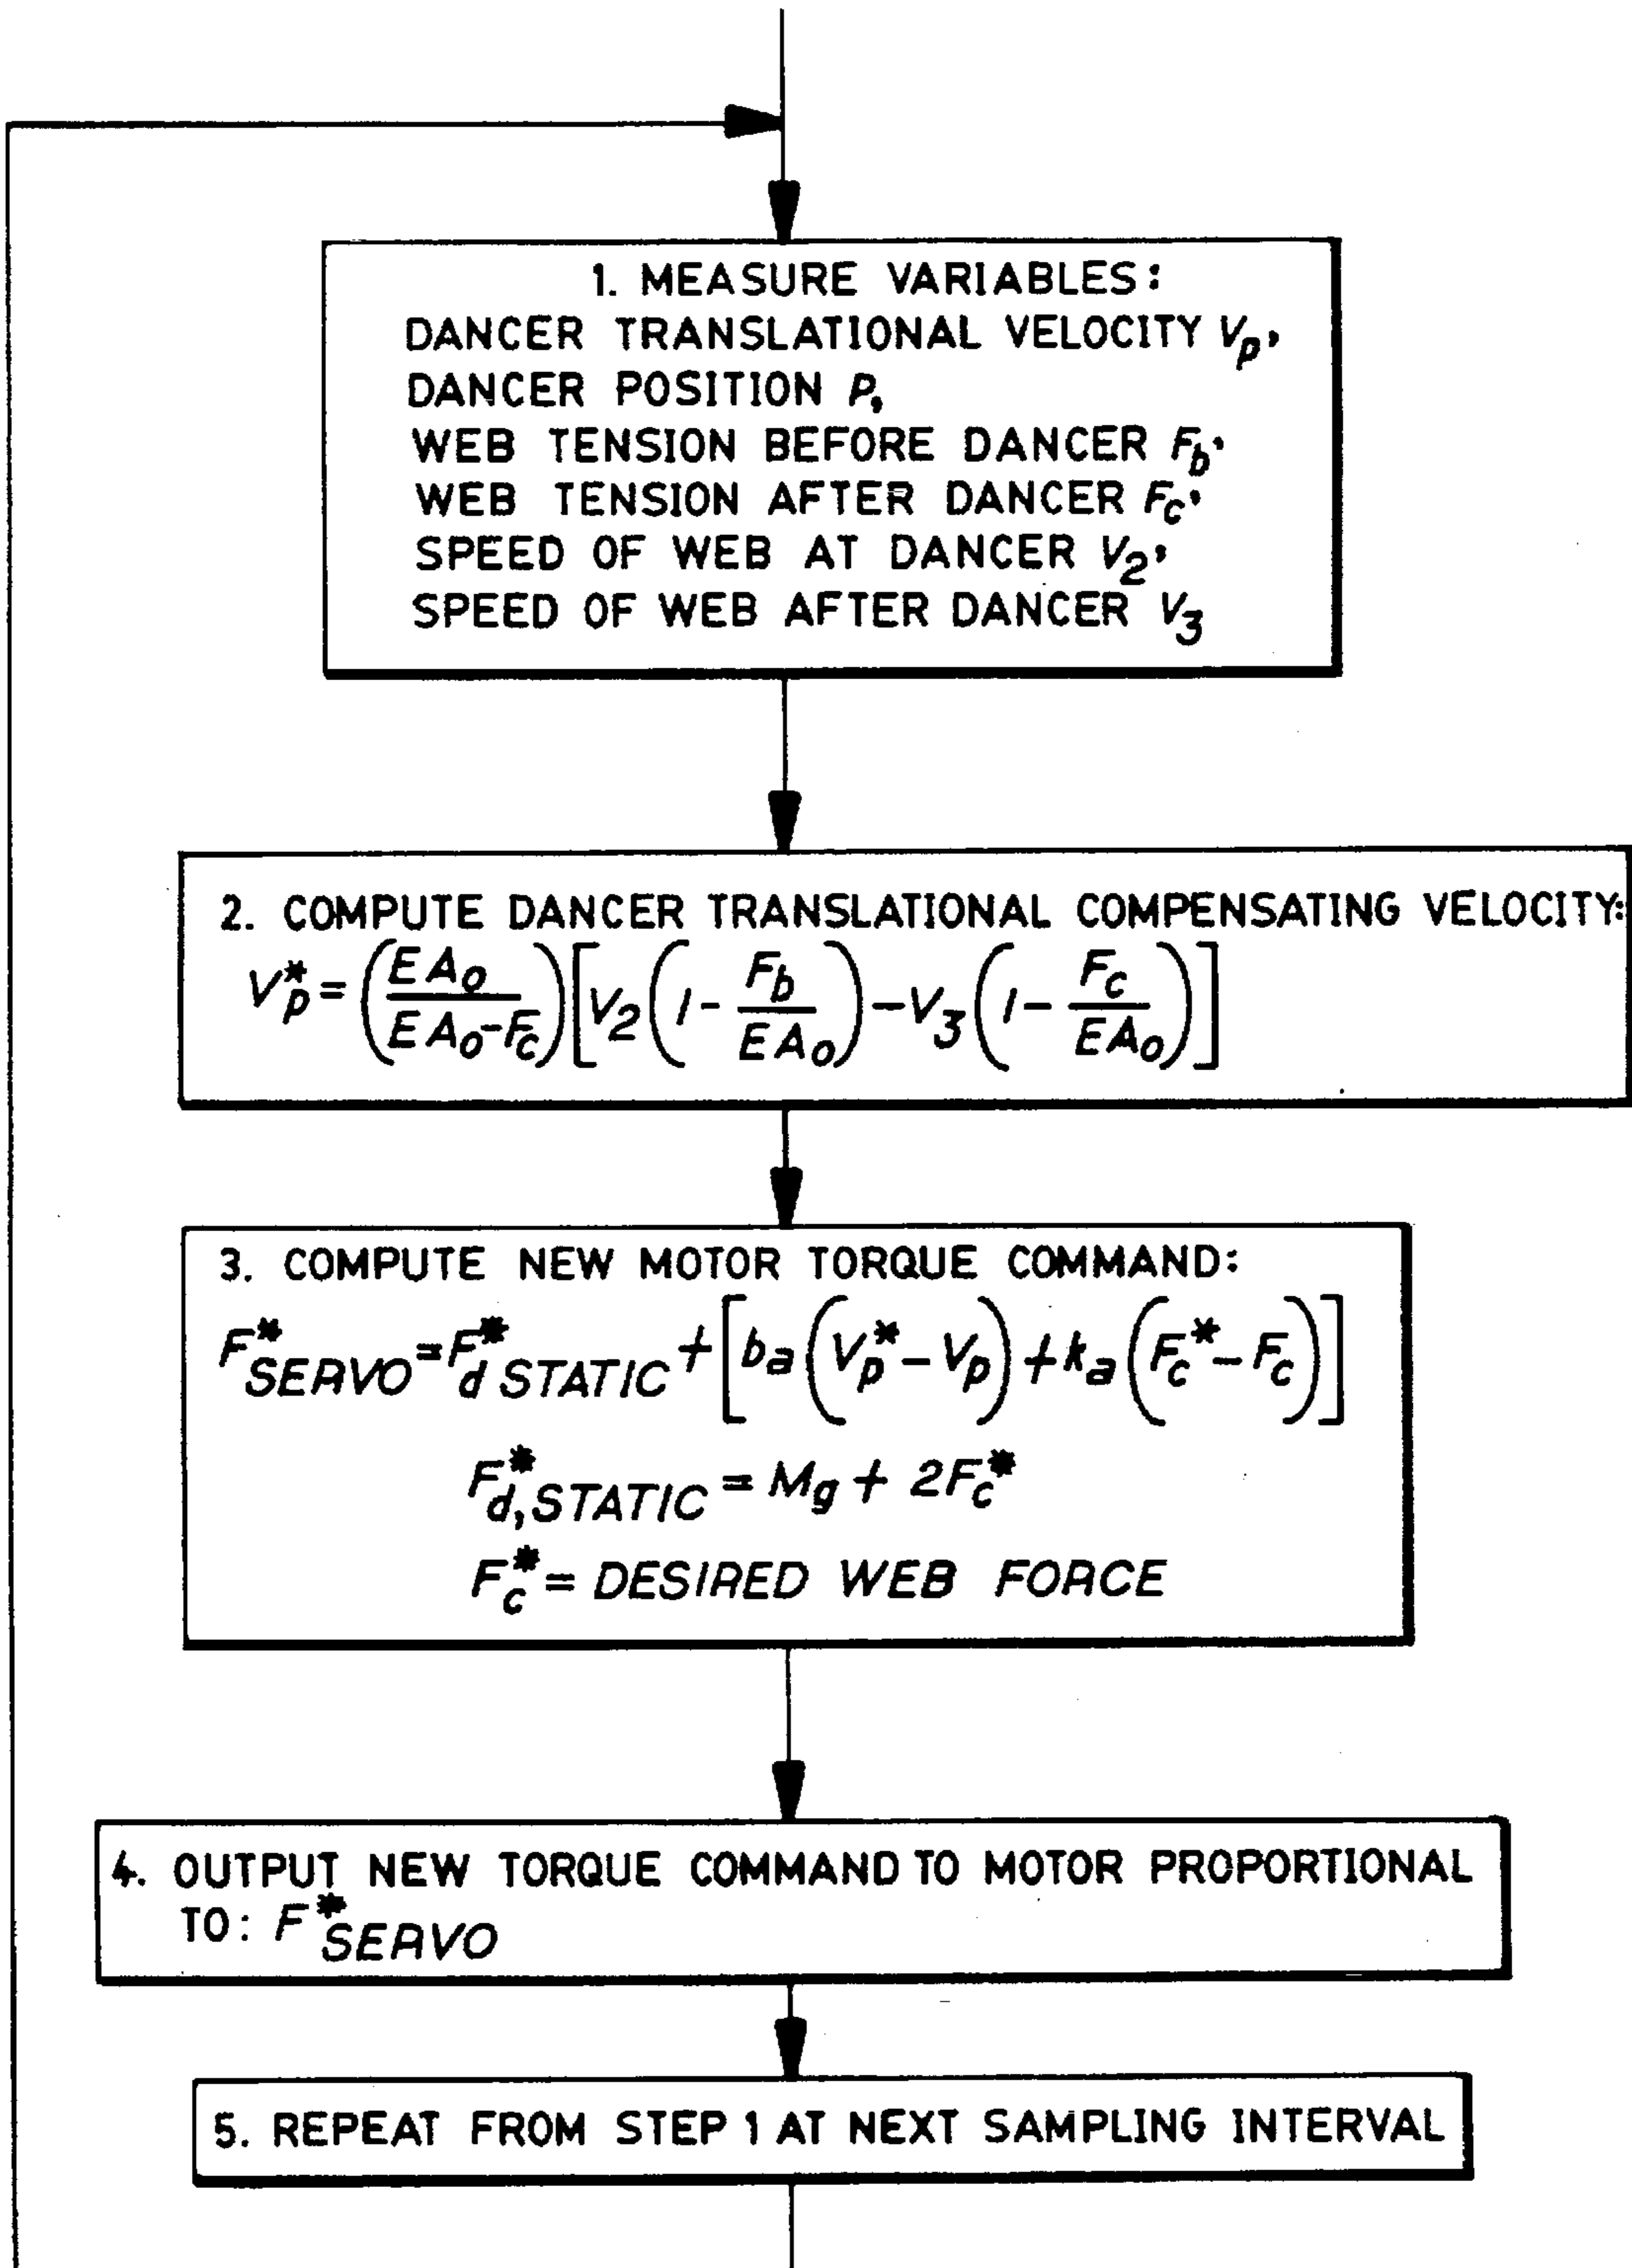 1. MEASURE VARIABLES:
DANCER TRANSLATIONAL VELOCITY Vp,
DANCER POSITION P,
WEB TENSION BEFORE DANCER Fb,
WEB TENSION AFTER DANCER Fc,
SPEED OF WEB AT DANCER V2,
SPEED OF WEB AFTER DANCER V3
2. COMPUTE DANCER TRANSLATIONAL COMPENSATING VELOCITY:
V*p = (EAo / (EAo - Fc)) [V2 (1 - Fb/EAo) - V3 (1 - Fc/EAo)]
3. COMPUTE NEW MOTOR TORQUE COMMAND:
F*SERVO = F*d STATIC + [ba (V*p - Vp) + ka (F*c - Fc)]
F*d,STATIC = Mg + 2F*c
F*c = DESIRED WEB FORCE
4. OUTPUT NEW TORQUE COMMAND TO MOTOR PROPORTIONAL
TO: F*SERVO
5. REPEAT FROM STEP 1 AT NEXT SAMPLING INTERVAL